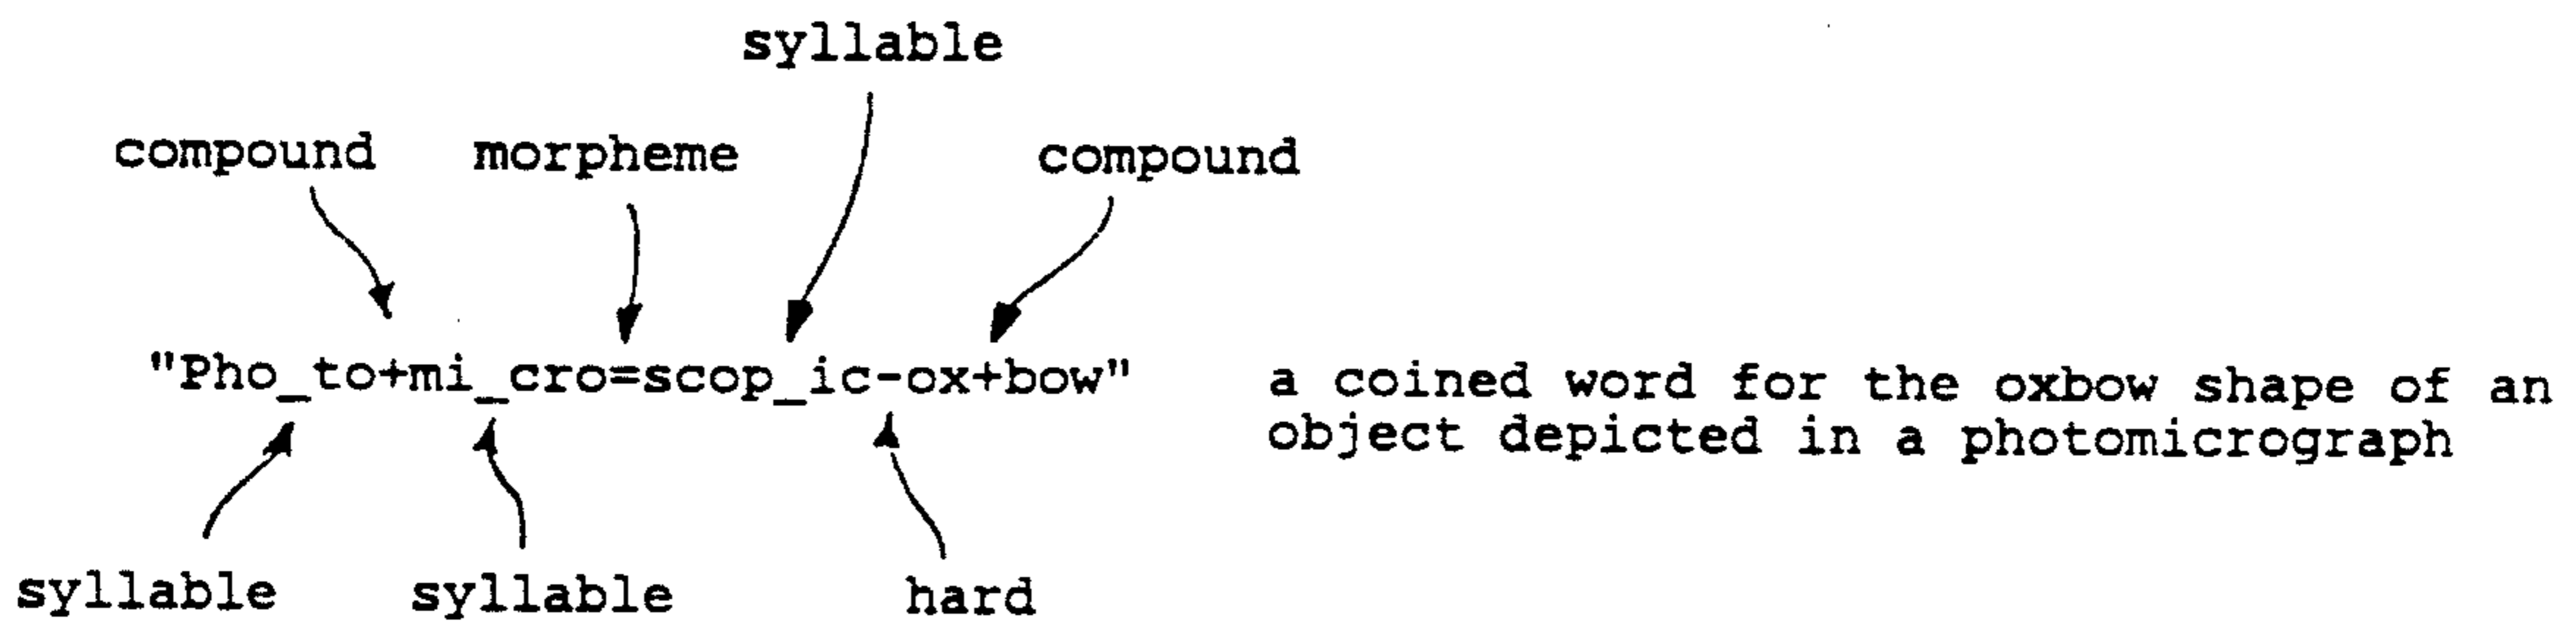 syllable
compound morpheme compound
"Pho_to+mi_cro=scop_ic-ox+bow" a coined word for the oxbow shape of an
object depicted in a photomicrograph
syllable syllable hard